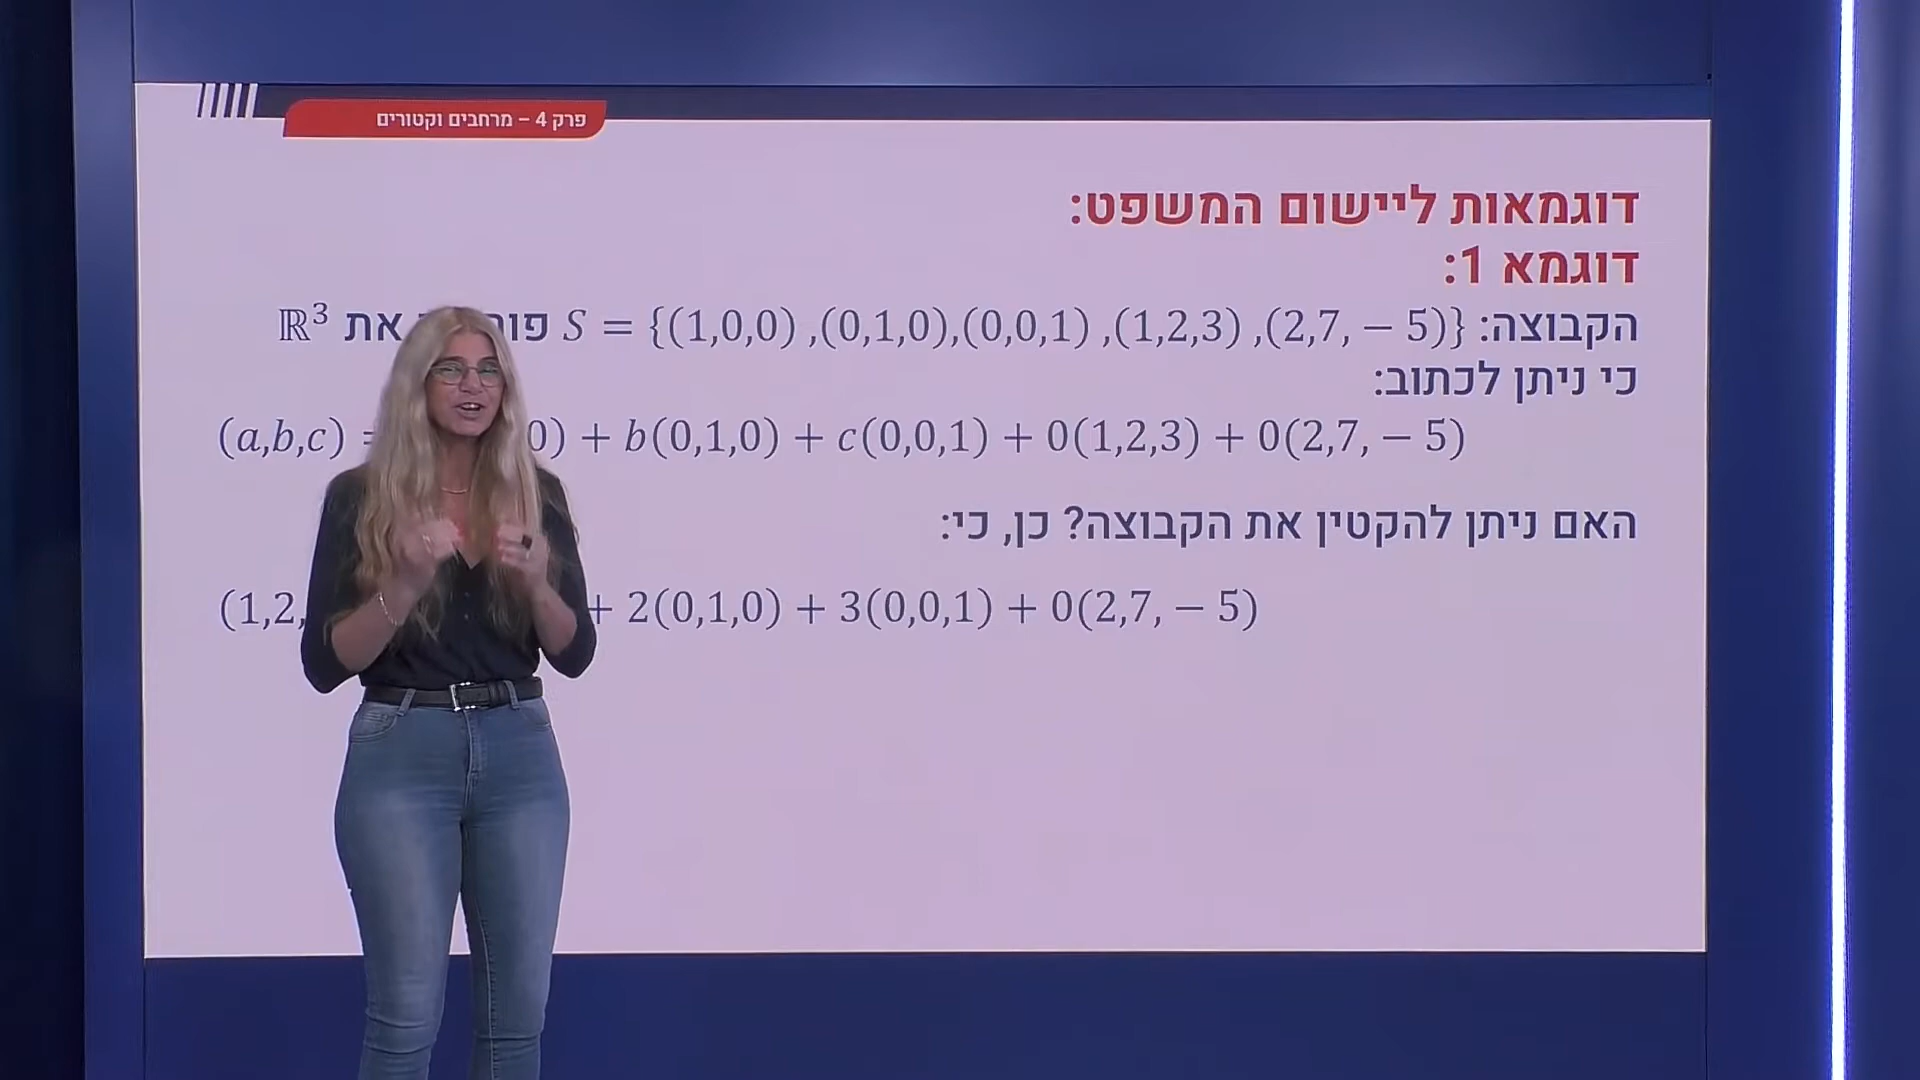 פרק 4 – מרחבים וקטורים
דוגמאות ליישום המשפט:
דוגמא 1:
הקבוצה: S = {(1,0,0) ,(0,1,0),(0,0,1) ,(1,2,3) ,(2,7, − 5)} את ℝ³
כי ניתן לכתוב:
(a,b,c) 0) + b(0,1,0) + c(0,0,1) + 0(1,2,3) + 0(2,7, − 5)
האם ניתן להקטין את הקבוצה? כן, כי:
(1,2, + 2(0,1,0) + 3(0,0,1) + 0(2,7, − 5)